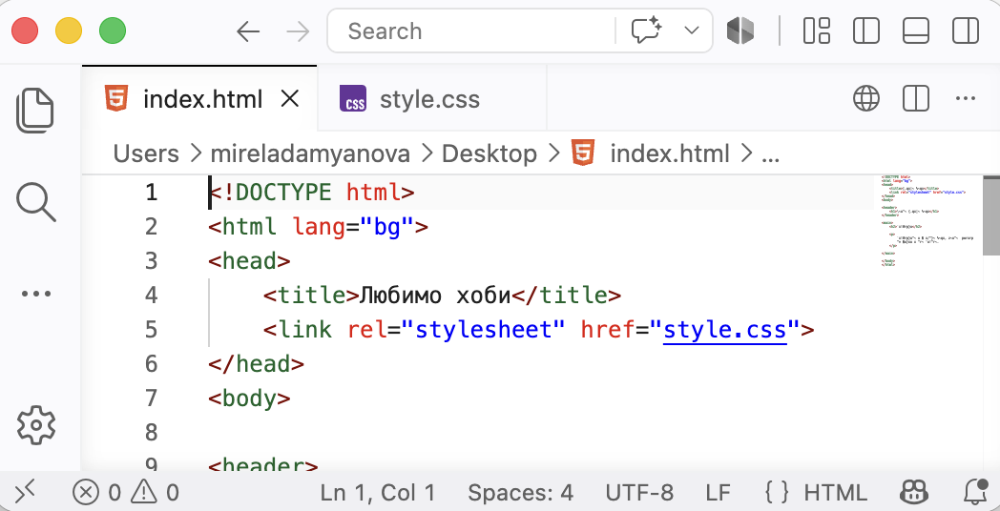 Search
index.html style.css
Users > mireladamyanova > Desktop > index.html > ...
1 <!DOCTYPE html>
2 <html lang="bg">
3 <head>
4 <title>Любимо хоби</title>
5 <link rel="stylesheet" href="style.css">
6 </head>
7 <body>
8
9 <header>
0 0 Ln 1, Col 1 Spaces: 4 UTF-8 LF {} HTML